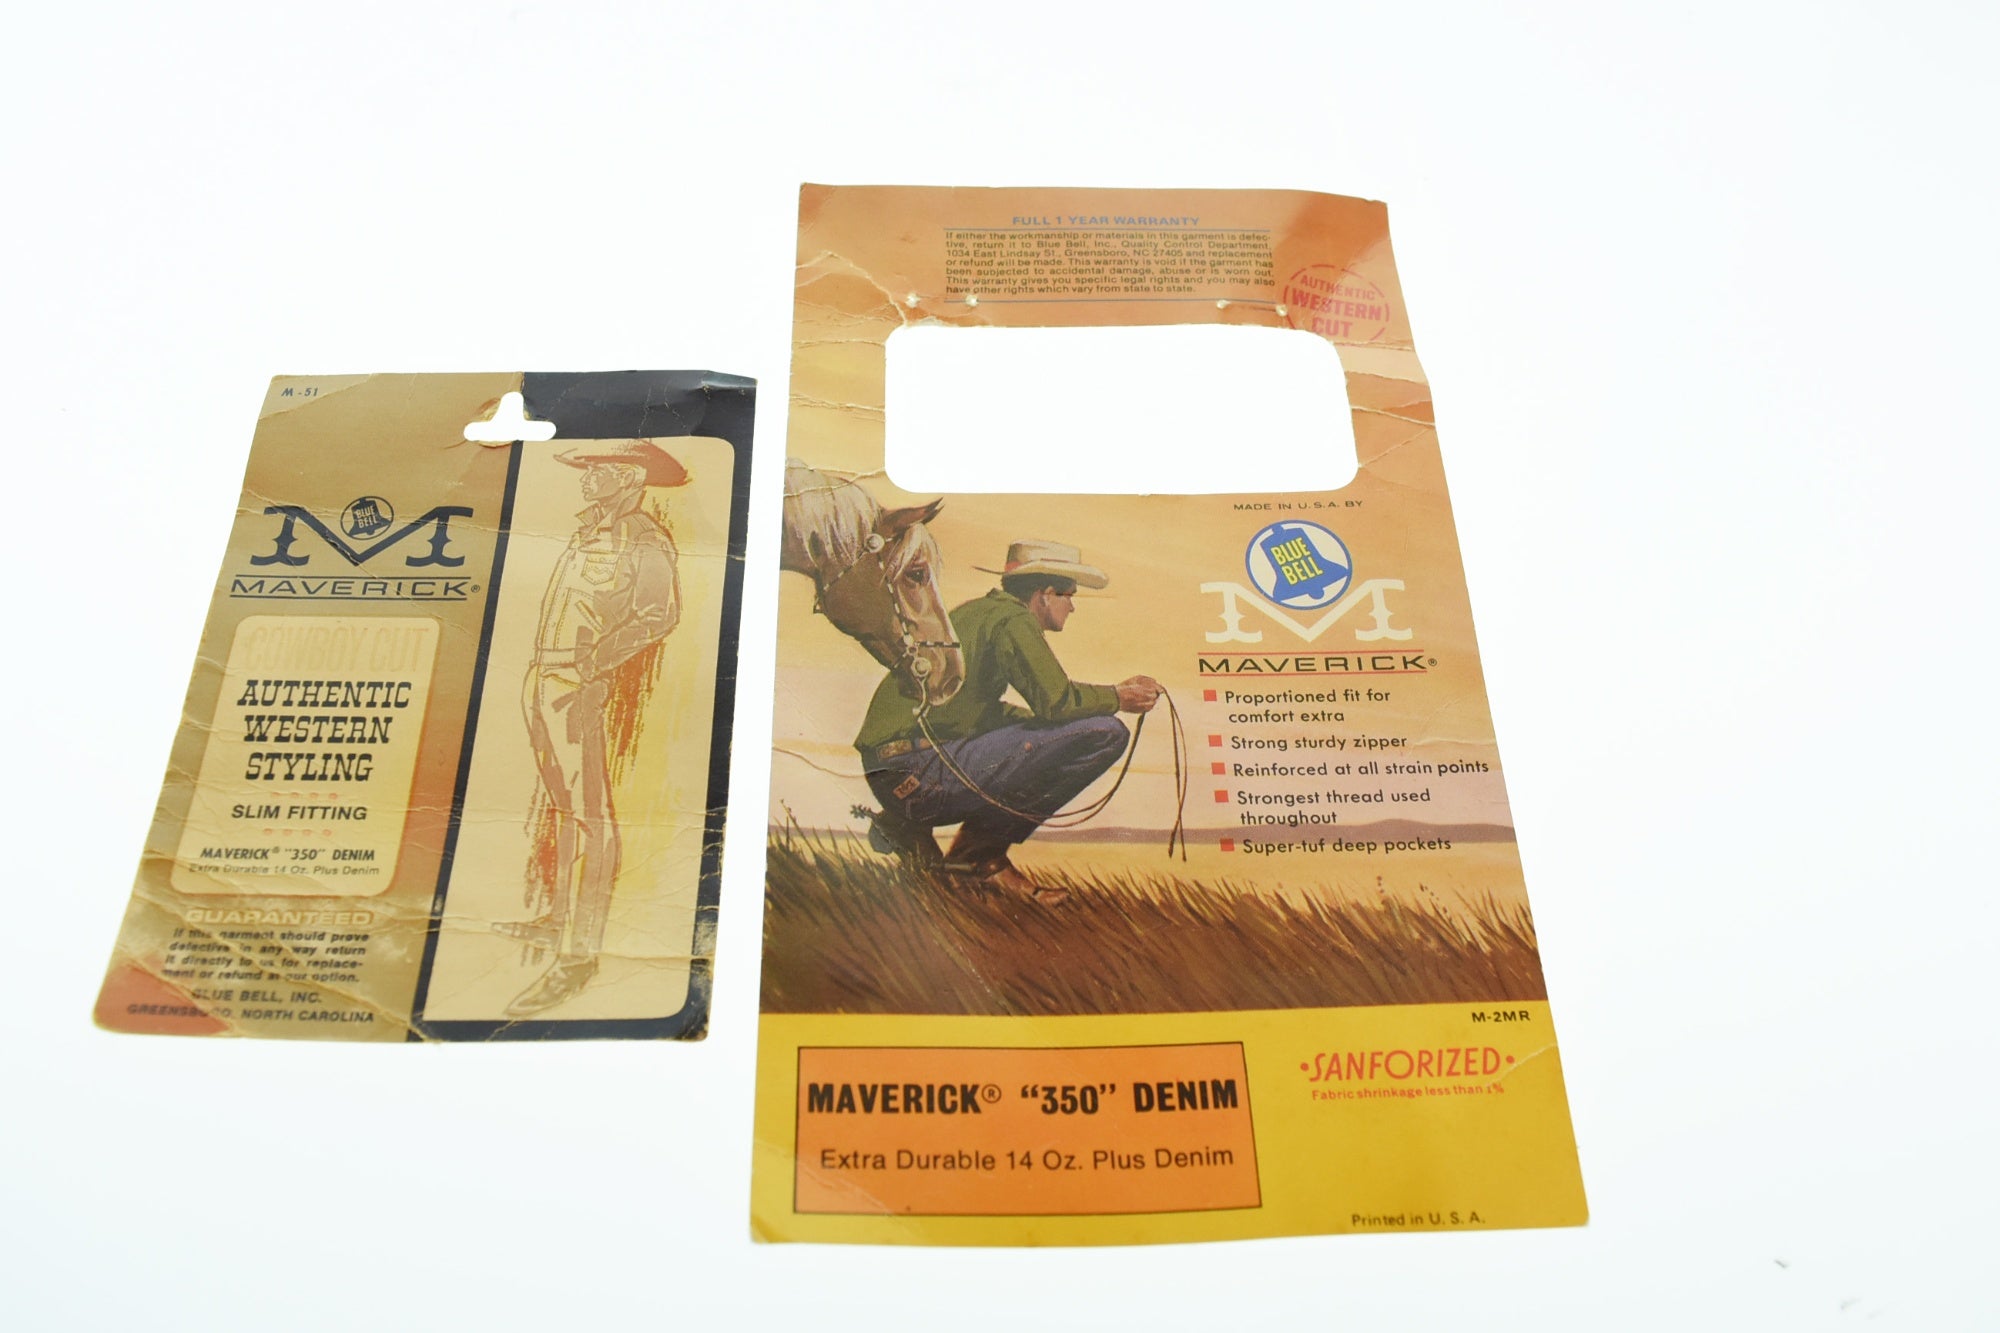 M-51
BLUE
BELL
M
MAVERICK®
COWBOY CUT
AUTHENTIC
WESTERN
STYLING
SLIM FITTING
MAVERICK® "350" DENIM
Extra Durable 14 Oz. Plus Denim
GUARANTEED
If this garment should prove
defective in any way return
it directly to us for replace-
ment or refund at our option.
BLUE BELL, INC.
GREENSBORO, NORTH CAROLINA
FULL 1 YEAR WARRANTY
If either the workmanship or materials in this garment is defec-
tive, return it to Blue Bell, Inc., Quality Control Department,
1034 East Lindsay St., Greensboro, NC 27405 and replacement
or refund will be made. This warranty is void if the garment has
been subjected to accidental damage, abuse or is worn out.
This warranty gives you specific legal rights and you may also
have other rights which vary from state to state.
AUTHENTIC
WESTERN
CUT
MADE IN U.S.A. BY
BLUE
BELL
M
MAVERICK®
Proportioned fit for
comfort extra
Strong sturdy zipper
Reinforced at all strain points
Strongest thread used
throughout
Super-tuf deep pockets
M-2MR
MAVERICK® "350" DENIM
Extra Durable 14 Oz. Plus Denim
•SANFORIZED•
Fabric shrinkage less than 1%
Printed in U. S. A.